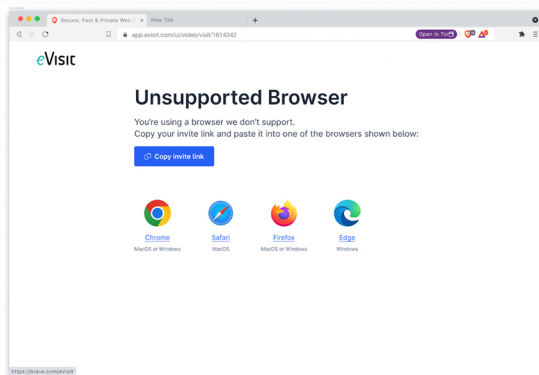 Secure, Fast & Private Web
New Tab
app.evisit.com/ui/video/visit/1614342
Open in Tor
eVisit
Unsupported Browser
You're using a browser we don't support.
Copy your invite link and paste it into one of the browsers shown below:
Copy invite link
Chrome
Safari
Firefox
Edge
MacOS or Windows
MacOS
MacOS or Windows
Windows
https://brave.com/eVisit